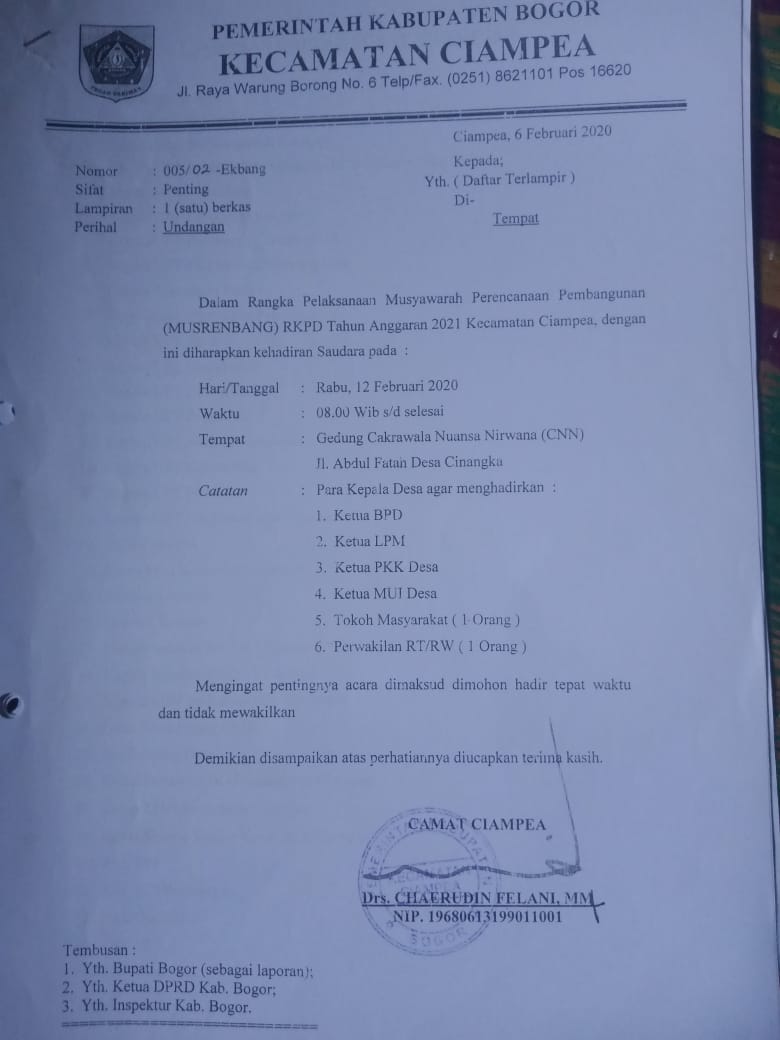 PEMERINTAH KABUPATEN BOGOR
KECAMATAN CIAMPEA
Jl. Raya Warung Borong No. 6 Telp/Fax. (0251) 8621101 Pos 16620
Ciampea, 6 Februari 2020
Kepada;
Nomor : 005/02 -Ekbang
Yth. ( Daftar Terlampir )
Sifat : Penting
Di-
Lampiran : 1 (satu) berkas
Tempat
Perihal : Undangan
Dalam Rangka Pelaksanaan Musyawarah Perencanaan Pembangunan
(MUSRENBANG) RKPD Tahun Anggaran 2021 Kecamatan Ciampea, dengan
ini diharapkan kehadiran Saudara pada :
Hari/Tanggal : Rabu, 12 Februari 2020
Waktu : 08.00 Wib s/d selesai
Tempat : Gedung Cakrawala Nuansa Nirwana (CNN)
Jl. Abdul Fatah Desa Cinangka
Catatan : Para Kepala Desa agar menghadirkan :
1. Ketua BPD
2. Ketua LPM
3. Ketua PKK Desa
4. Ketua MUI Desa
5. Tokoh Masyarakat ( 1 Orang )
6. Perwakilan RT/RW ( 1 Orang )
Mengingat pentingnya acara dimaksud dimohon hadir tepat waktu
dan tidak mewakilkan
Demikian disampaikan atas perhatiannya diucapkan terima kasih.
CAMAT CIAMPEA
Drs. CHAERUDIN FELANI, MM
NIP. 19680613199011001
KECAMATAN
CIAMPEA
BOGOR
Tembusan :
1. Yth. Bupati Bogor (sebagai laporan);
2. Yth. Ketua DPRD Kab. Bogor;
3. Yth. Inspektur Kab. Bogor.